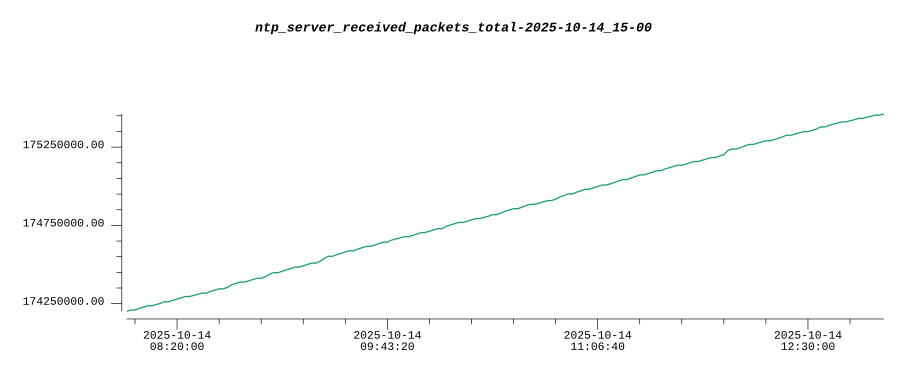 ntp_server_received_packets_total-2025-10-14_15-00
175250000.00
174750000.00
174250000.00
2025-10-14 2025-10-14 2025-10-14 2025-10-14
08:20:00 09:43:20 11:06:40 12:30:00